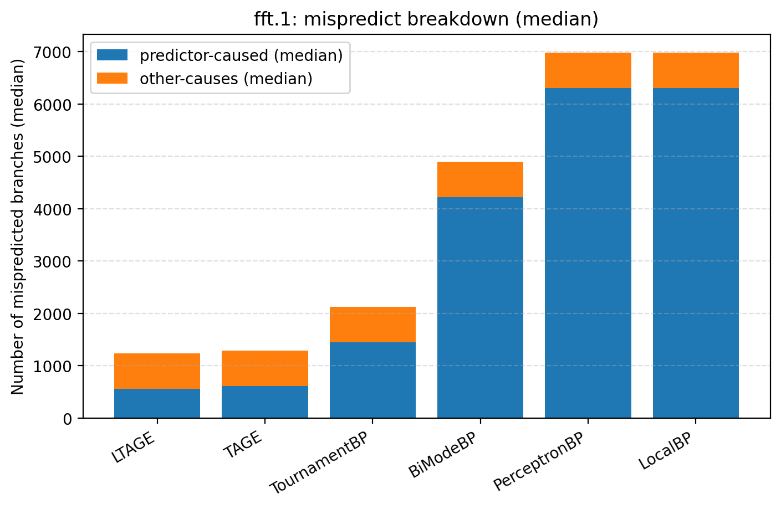 fft.1: mispredict breakdown (median)
predictor-caused (median)
other-causes (median)
Number of mispredicted branches (median)
7000
6000
5000
4000
3000
2000
1000
0
LTAGE
TAGE
TournamentBP
BiModeBP
PerceptronBP
LocalBP